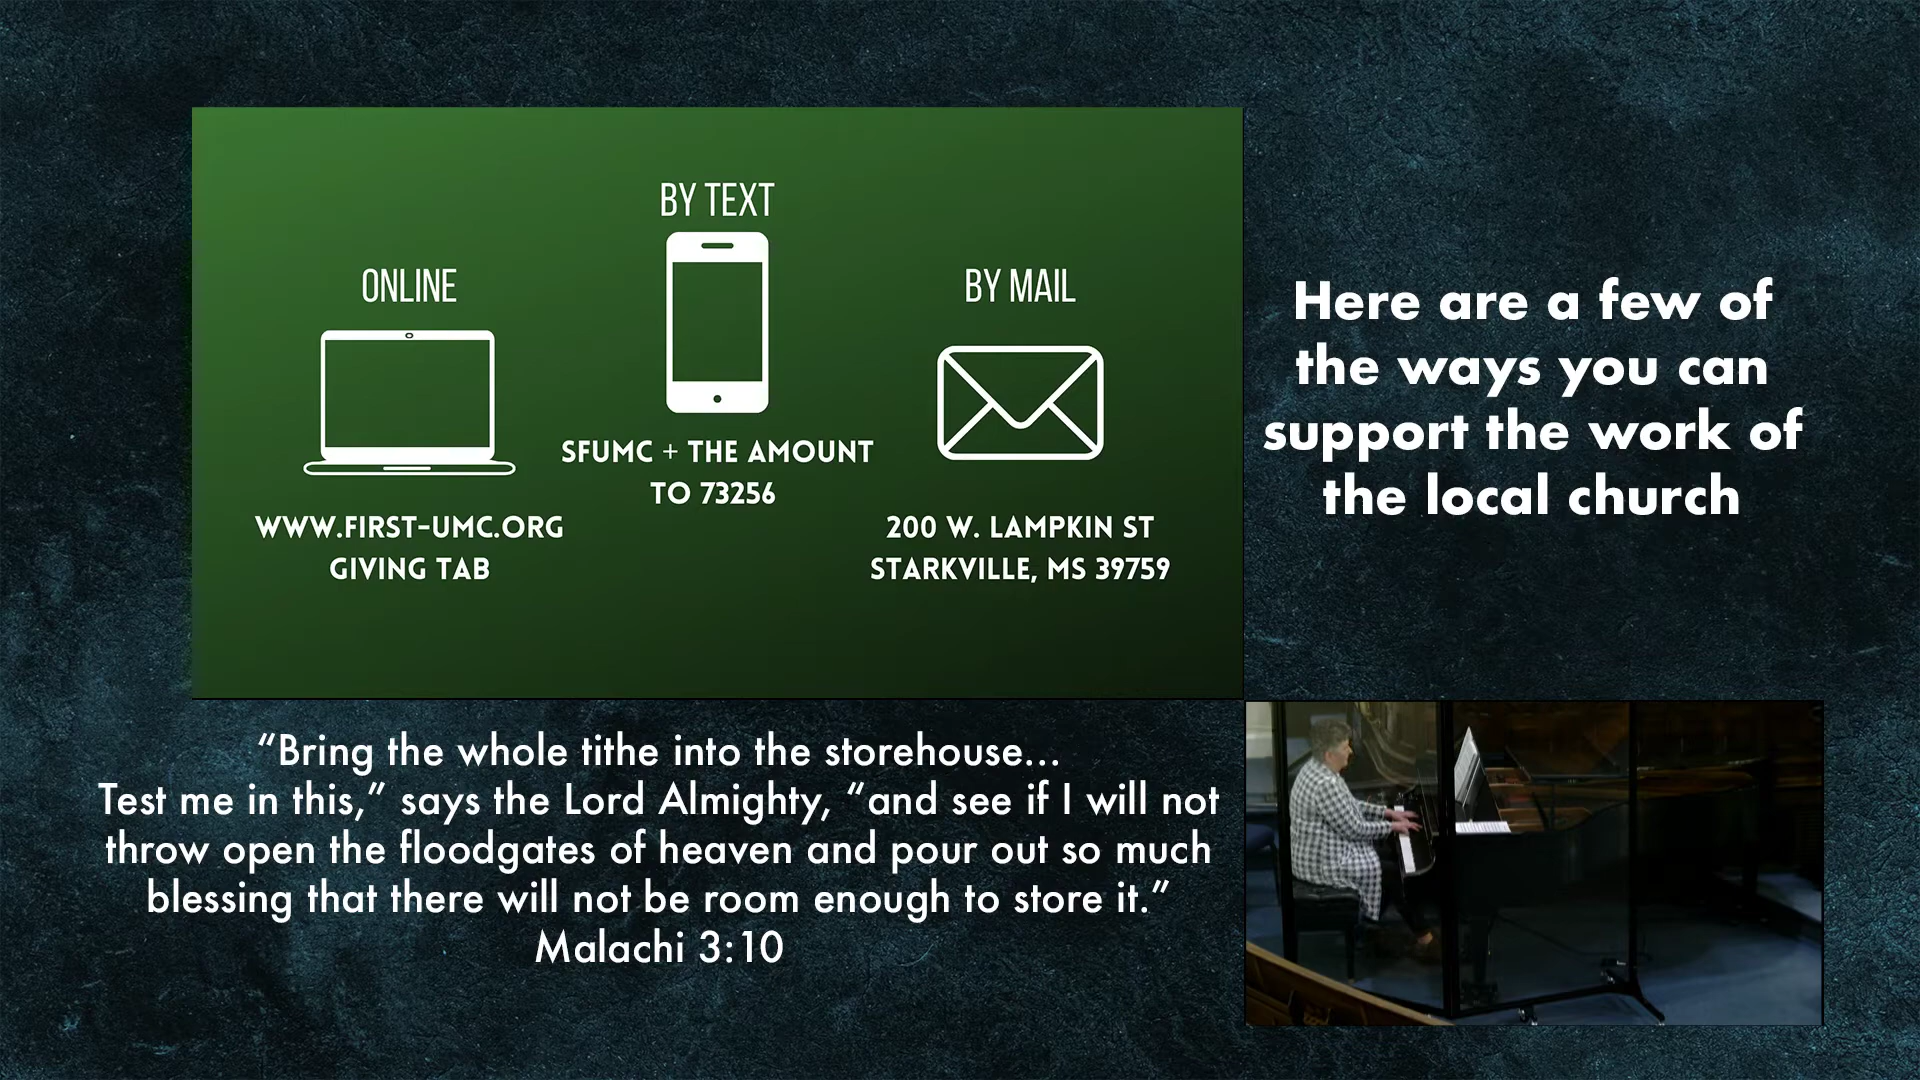 BY TEXT
ONLINE
BY MAIL
SFUMC + THE AMOUNT
TO 73256
WWW.FIRST-UMC.ORG
GIVING TAB
200 W. LAMPKIN ST
STARKVILLE, MS 39759
Here are a few of
the ways you can
support the work of
the local church
“Bring the whole tithe into the storehouse...
Test me in this,” says the Lord Almighty, “and see if I will not
throw open the floodgates of heaven and pour out so much
blessing that there will not be room enough to store it.”
Malachi 3:10